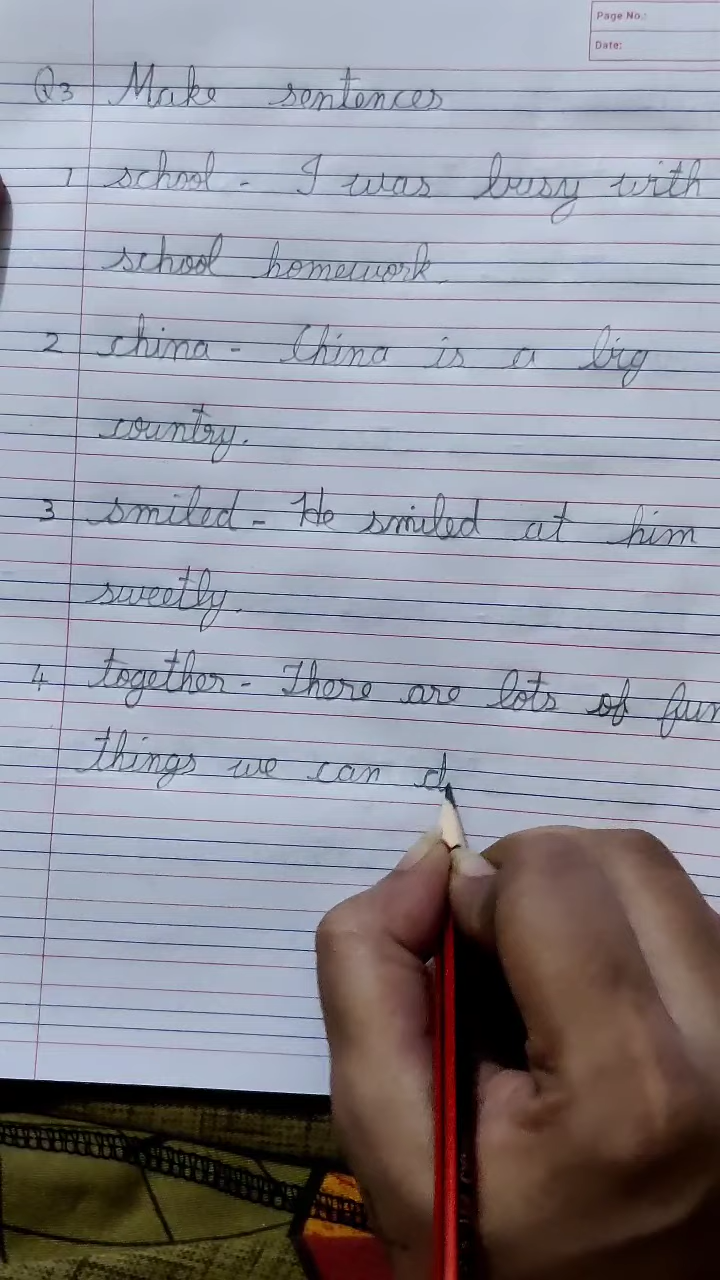 Page No.:
Date:
Q3 Make sentences
1 school - I was busy with
school homework.
2 china - China is a big
country.
3 smiled - He smiled at him
sweetly.
4 together - There are lots of fun
things we can d